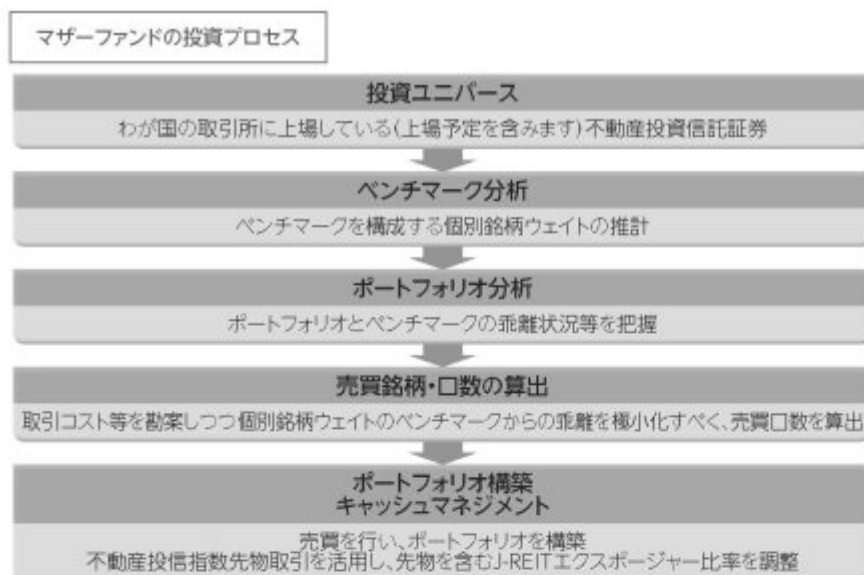 マザーファンドの投資プロセス
投資ユニバース
わが国の取引所に上場している(上場予定を含みます)不動産投資信託証券
ベンチマーク分析
ベンチマークを構成する個別銘柄ウェイトの推計
ポートフォリオ分析
ポートフォリオとベンチマークの乖離状況等を把握
売買銘柄・口数の算出
取引コスト等を勘案しつつ個別銘柄ウェイトのベンチマークからの乖離を極小化すべく、売買口数を算出
ポートフォリオ構築
キャッシュマネジメント
売買を行い、ポートフォリオを構築
不動産投信指数先物取引を活用し、先物を含むJ-REITエクスポージャー比率を調整